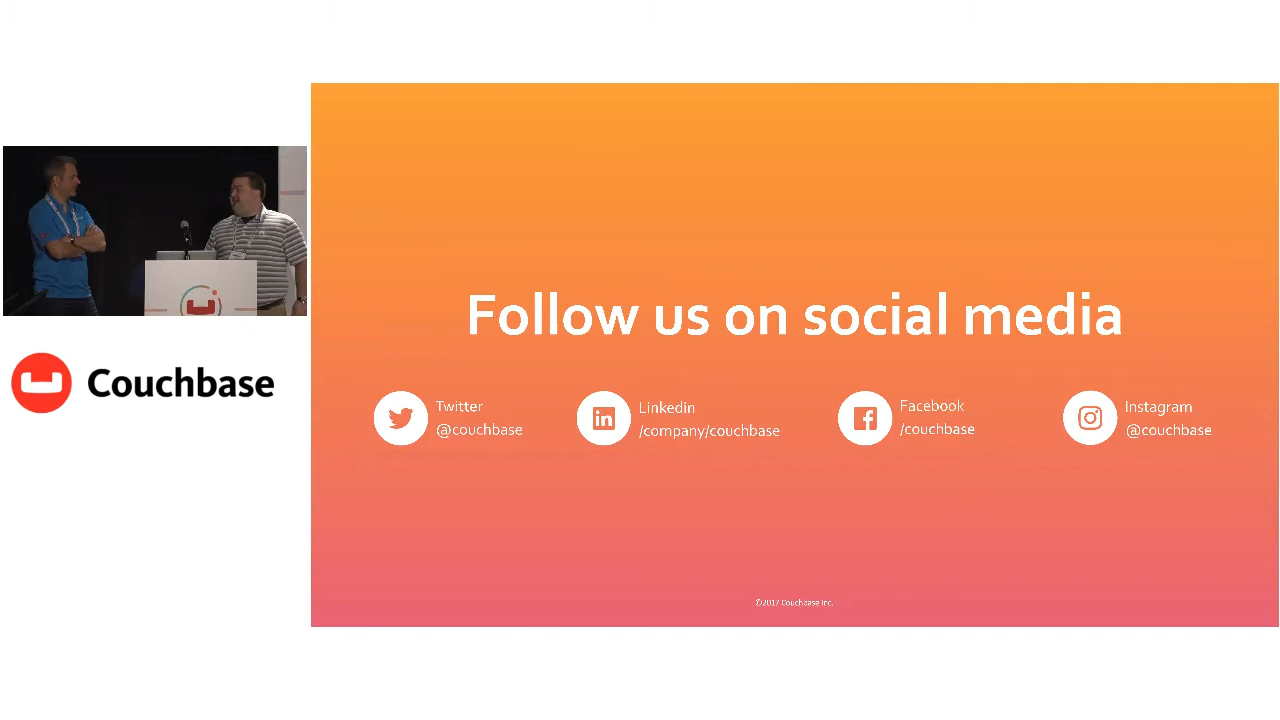 Couchbase
Follow us on social media
Twitter
@couchbase
Linkedin
/company/couchbase
Facebook
/couchbase
Instagram
@couchbase
©2017 Couchbase Inc.